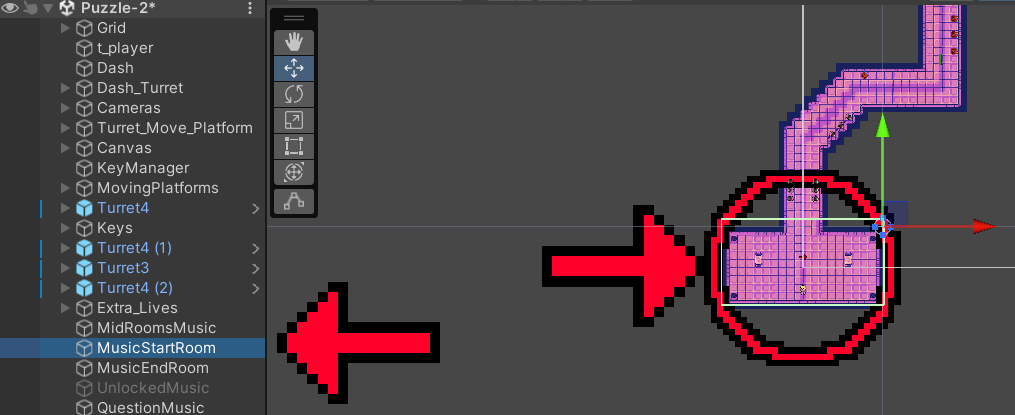 Puzzle-2*
Grid
t_player
Dash
Dash_Turret
Cameras
Turret_Move_Platform
Canvas
KeyManager
MovingPlatforms
Turret4
Keys
Turret4 (1)
Turret3
Turret4 (2)
Extra_Lives
MidRoomsMusic
MusicStartRoom
MusicEndRoom
UnlockedMusic
QuestionMusic